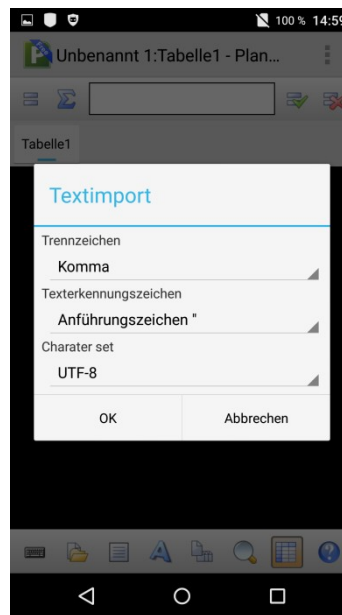 100 % 14:59
Unbenannt 1:Tabelle1 - Plan...
Tabelle1
Textimport
Trennzeichen
Komma
Texterkennungszeichen
Anführungszeichen "
Charater set
UTF-8
OK Abbrechen